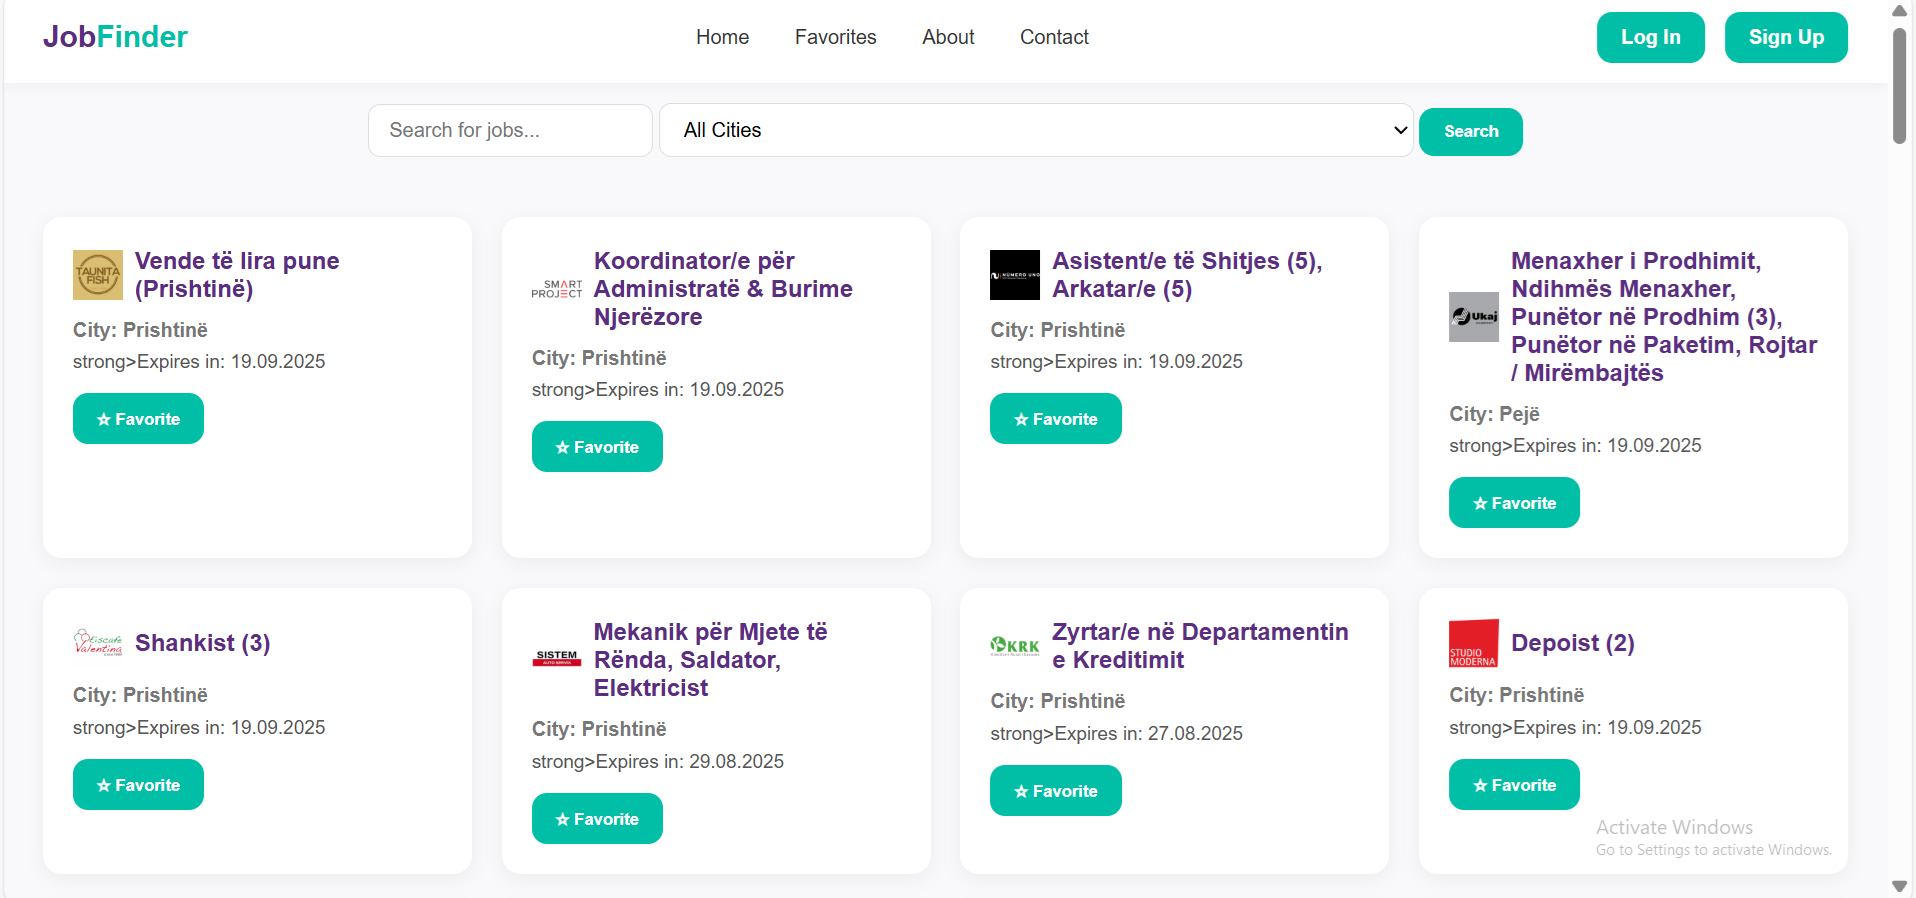 JobFinder
Home
Favorites
About
Contact
Log In
Sign Up
Search for jobs...
All Cities
Search
TAUNITA
FISH
Vende të lira pune
(Prishtinë)
City: Prishtinë
strong>Expires in: 19.09.2025
☆ Favorite
SMART
PROJECT
Koordinator/e për
Administratë & Burime
Njerëzore
City: Prishtinë
strong>Expires in: 19.09.2025
☆ Favorite
NUMERO UNO
Asistent/e të Shitjes (5),
Arkatar/e (5)
City: Prishtinë
strong>Expires in: 19.09.2025
☆ Favorite
Ukaj
Menaxher i Prodhimit,
Ndihmës Menaxher,
Punëtor në Prodhim (3),
Punëtor në Paketim, Rojtar
/ Mirëmbajtës
City: Pejë
strong>Expires in: 19.09.2025
☆ Favorite
Eiscafe
Valentina
Shankist (3)
City: Prishtinë
strong>Expires in: 19.09.2025
☆ Favorite
SISTEM
AUTO SERVIS
Mekanik për Mjete të
Rënda, Saldator,
Elektricist
City: Prishtinë
strong>Expires in: 29.08.2025
☆ Favorite
KRK
Zyrtar/e në Departamentin
e Kreditimit
City: Prishtinë
strong>Expires in: 27.08.2025
☆ Favorite
STUDIO
MODERNA
Depoist (2)
City: Prishtinë
strong>Expires in: 19.09.2025
☆ Favorite
Activate Windows
Go to Settings to activate Windows.